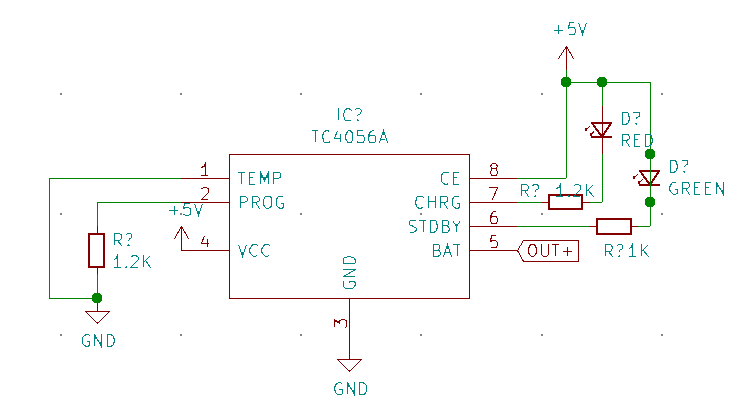 +5V
IC?
TC4056A
D?
RED
D?
GREEN
1
TEMP
CE
8
2
PROG
CHRG
7
R?
1.2K
+5V
STDBY
6
4
VCC
BAT
5
OUT+
R?
1K
R?
1.2K
GND
3
GND
GND